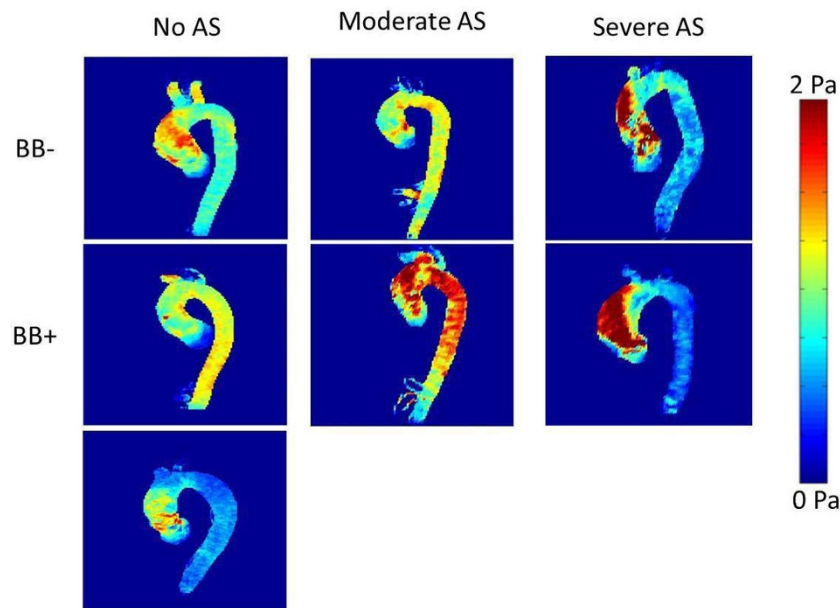 No AS
Moderate AS
Severe AS
BB-
BB+
2 Pa
0 Pa